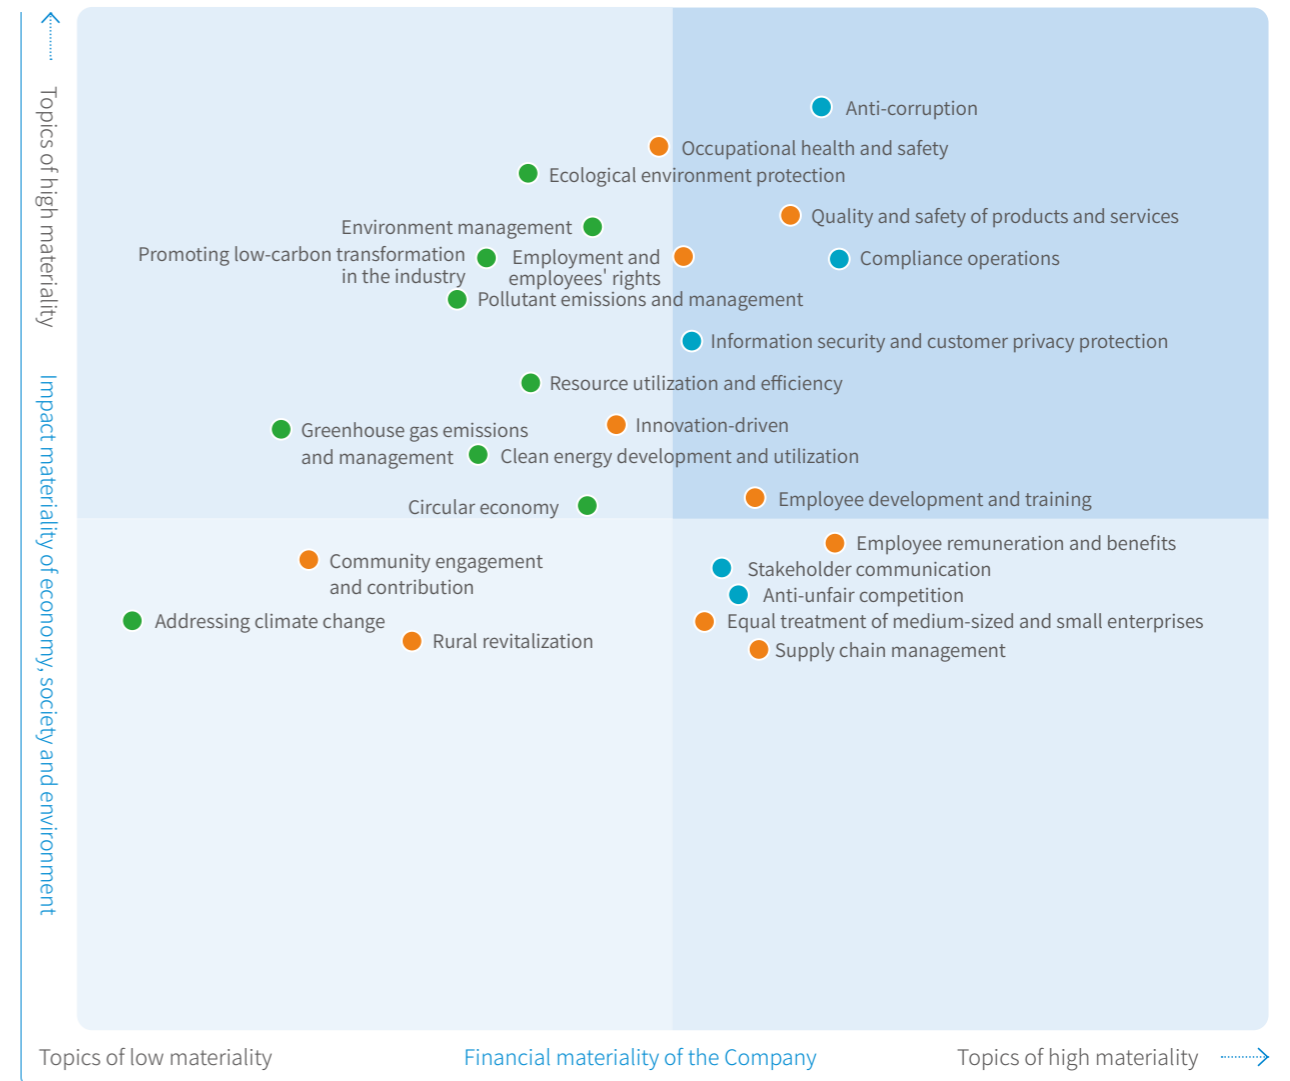 Topics of high materiality
Impact materiality of economy, society and environment
Anti-corruption
Occupational health and safety
Ecological environment protection
Quality and safety of products and services
Environment management
Promoting low-carbon transformation
in the industry
Employment and
employees' rights
Compliance operations
Pollutant emissions and management
Information security and customer privacy protection
Resource utilization and efficiency
Innovation-driven
Greenhouse gas emissions
and management
Clean energy development and utilization
Employee development and training
Circular economy
Employee remuneration and benefits
Community engagement
and contribution
Stakeholder communication
Anti-unfair competition
Addressing climate change
Equal treatment of medium-sized and small enterprises
Rural revitalization
Supply chain management
Topics of low materiality
Financial materiality of the Company
Topics of high materiality